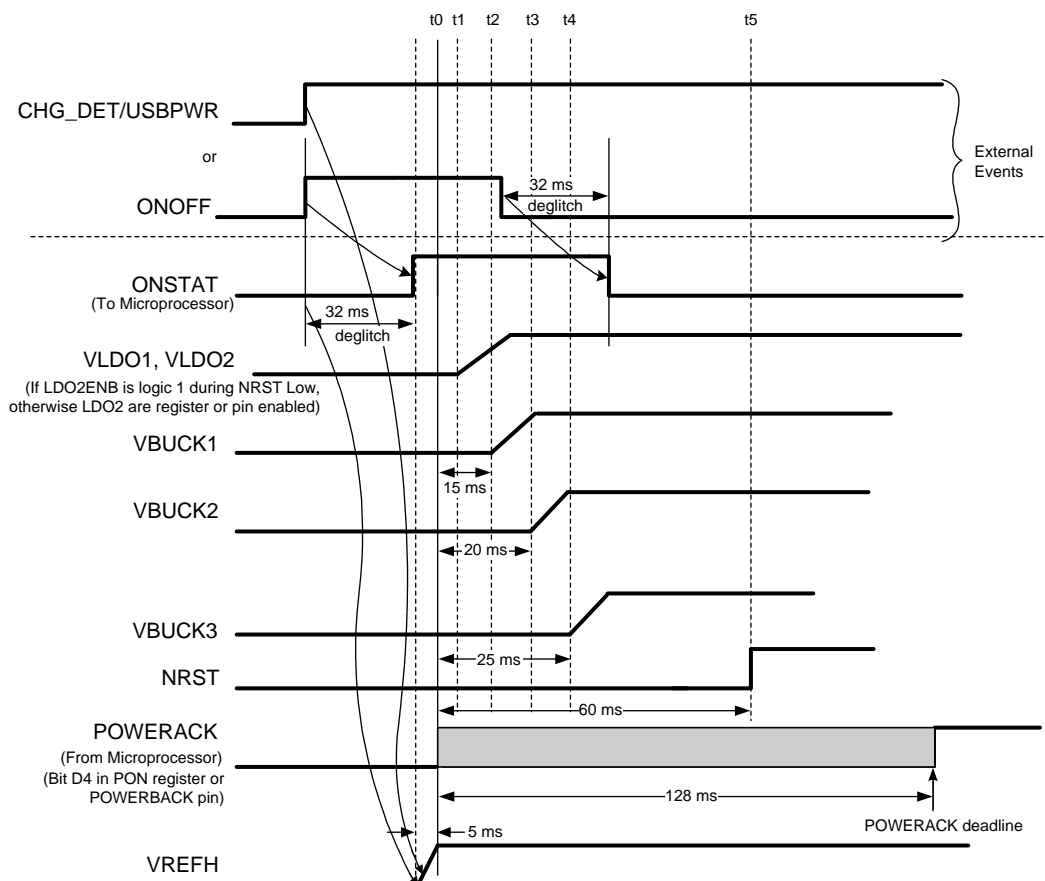 t0 t1 t2 t3 t4 t5
CHG_DET/USBPWR
or
External
Events
32 ms
deglitch
ONOFF
ONSTAT
(To Microprocessor)
32 ms
deglitch
VLDO1, VLDO2
(If LDO2ENB is logic 1 during NRST Low,
otherwise LDO2 are register or pin enabled)
VBUCK1
15 ms
VBUCK2
20 ms
VBUCK3
25 ms
NRST
60 ms
POWERACK
(From Microprocessor)
(Bit D4 in PON register or
POWERBACK pin)
128 ms
POWERACK deadline
5 ms
VREFH